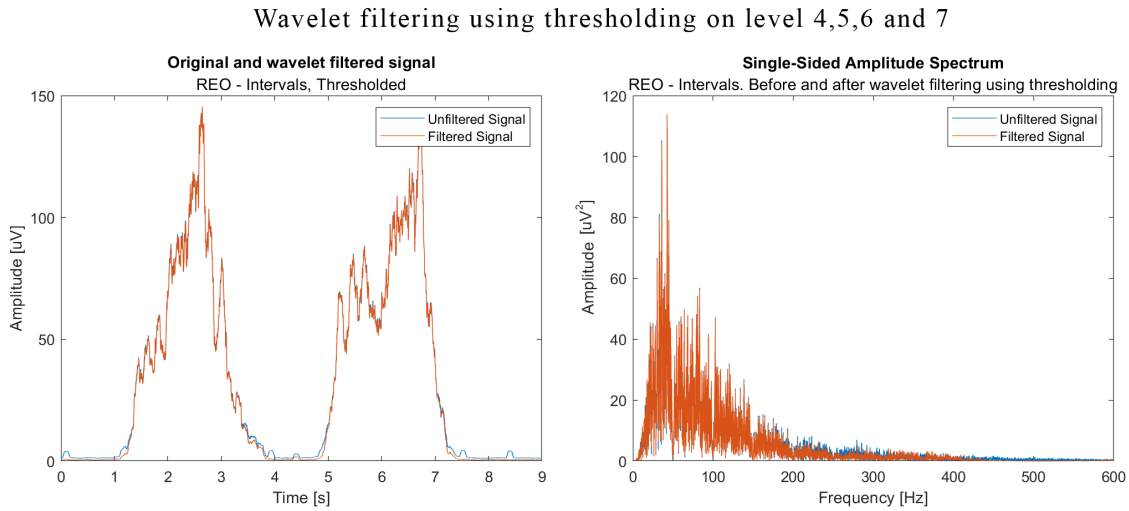 Wavelet filtering using thresholding on level 4,5,6 and 7
Original and wavelet filtered signal
REO - Intervals, Thresholded
150
100
50
0
Amplitude [uV]
Unfiltered Signal
Filtered Signal
0 1 2 3 4 5 6 7 8 9
Time [s]
Single-Sided Amplitude Spectrum
REO - Intervals. Before and after wavelet filtering using thresholding
120
100
80
60
40
20
0
Amplitude [uV²]
Unfiltered Signal
Filtered Signal
0 100 200 300 400 500 600
Frequency [Hz]